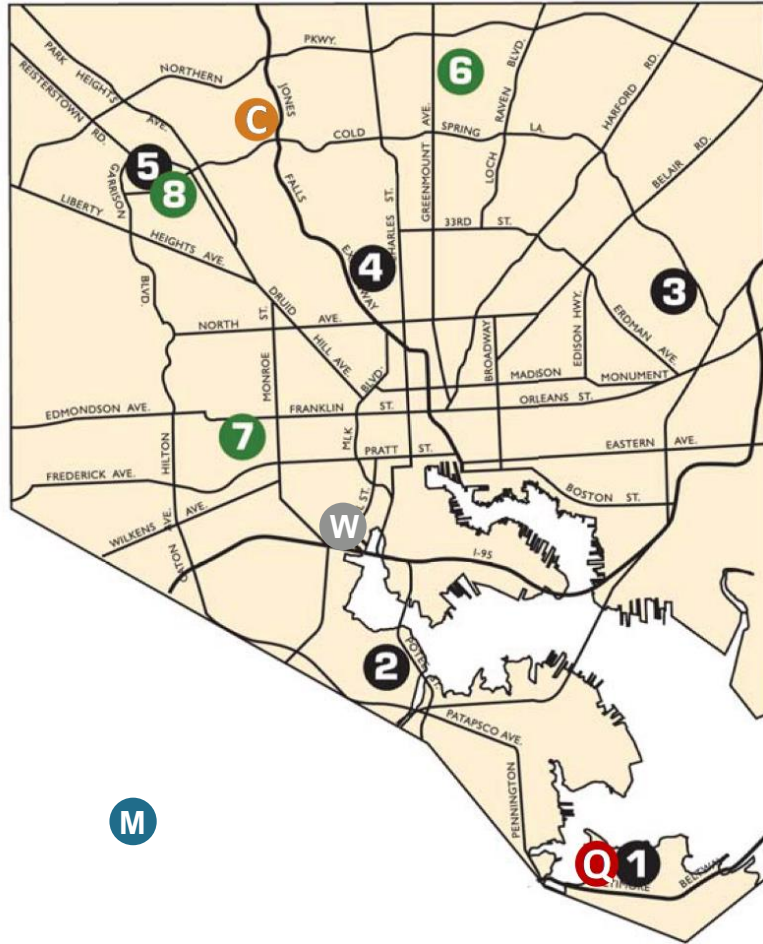 PARK HEIGHTS AVE.
REISTERSTOWN RD.
NORTHERN PKWY.
JONES FALLS
6
GREENMOUNT AVE.
LOCH RAVEN BLVD.
HARFORD RD.
BELAIR RD.
C
COLD SPRING LA.
5
8
GARRISON BLVD.
LIBERTY HEIGHTS AVE.
33RD ST.
4
3
DRUID HILL AVE.
NORTH AVE.
MONROE ST.
BROADWAY
EDISON HWY.
ERDMAN AVE.
MADISON
MONUMENT
BLVD.
MLK
EDMONDSON AVE.
FRANKLIN ST.
ORLEANS ST.
7
HILTON
PRATT ST.
EASTERN AVE.
FREDERICK AVE.
BOSTON ST.
WILKENS AVE.
AVE.
ST.
W
I-95
2
PATAPSCO AVE.
PENNINGTON
M
Q
1